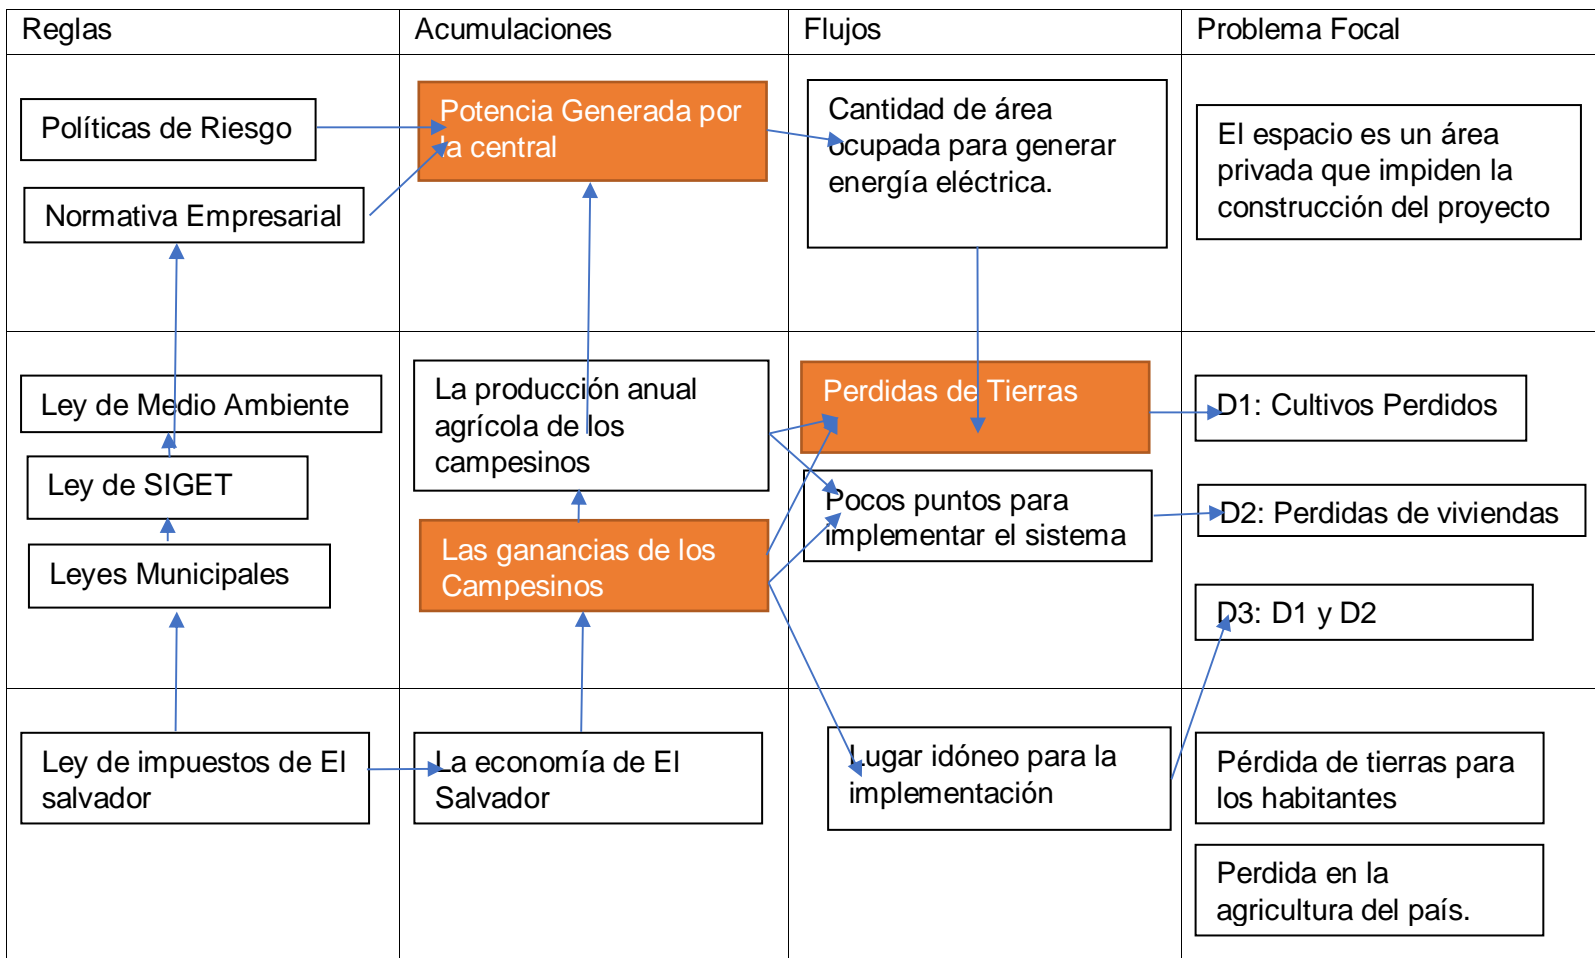 Reglas
Acumulaciones
Flujos
Problema Focal
Políticas de Riesgo
Normativa Empresarial
Potencia Generada por
la central
Cantidad de área
ocupada para generar
energía eléctrica.
El espacio es un área
privada que impiden la
construcción del proyecto
Ley de Medio Ambiente
Ley de SIGET
Leyes Municipales
La producción anual
agrícola de los
campesinos
Las ganancias de los
Campesinos
Perdidas de Tierras
Pocos puntos para
implementar el sistema
D1: Cultivos Perdidos
D2: Perdidas de viviendas
D3: D1 y D2
Ley de impuestos de El
salvador
La economía de El
Salvador
Lugar idóneo para la
implementación
Pérdida de tierras para
los habitantes
Perdida en la
agricultura del país.